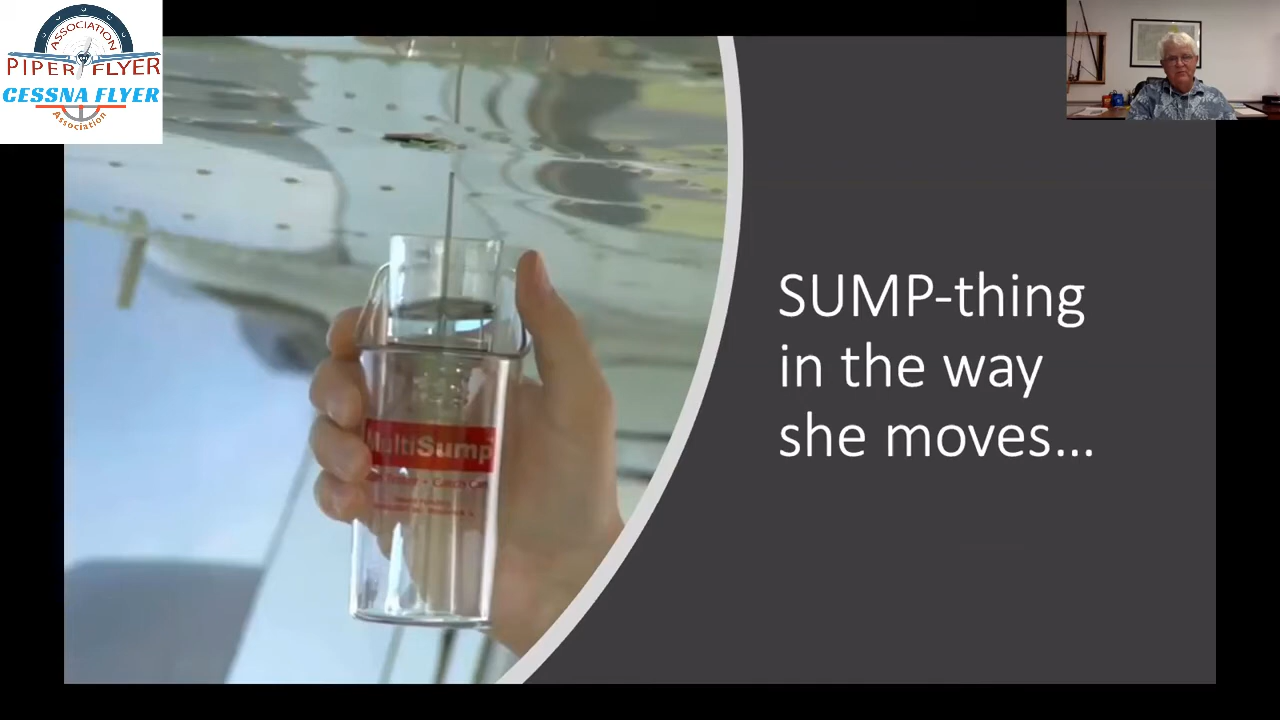 ASSOCIATION
PIPER FLYER
CESSNA FLYER
Association
SUMP-thing
in the way
she moves...
MultiSump